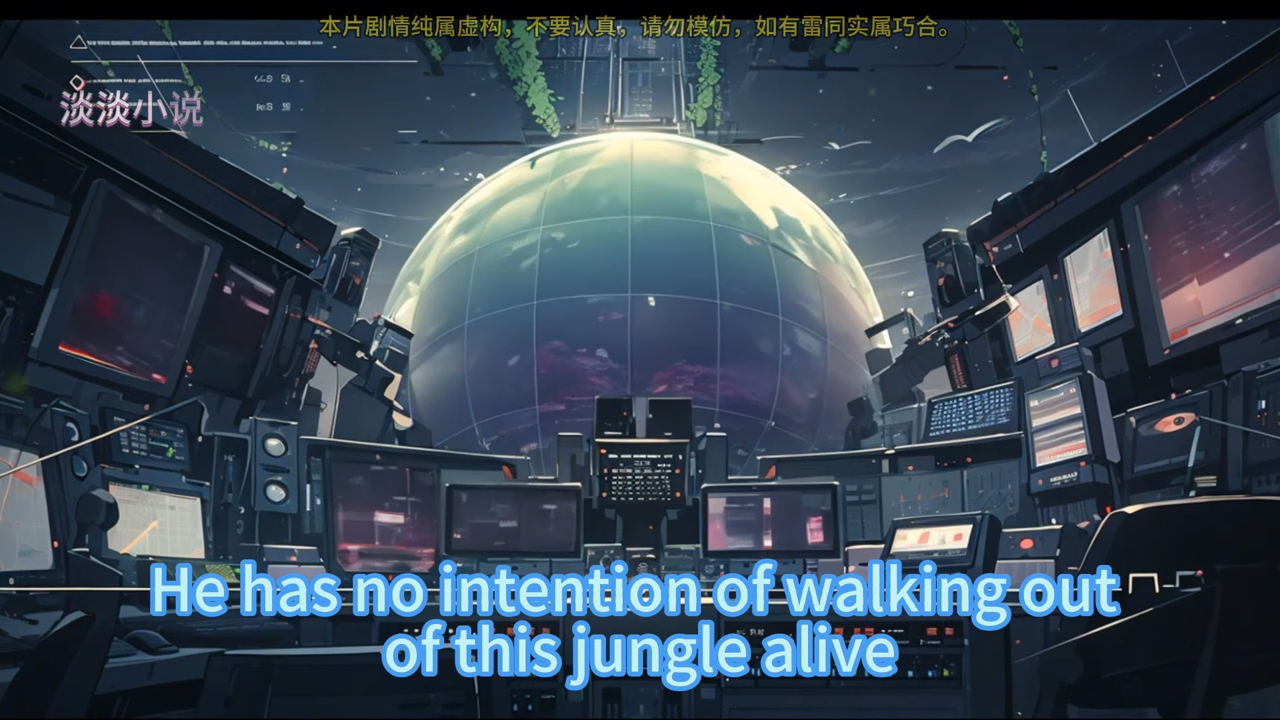 本片剧情纯属虚构，不要认真，请勿模仿，如有雷同实属巧合。
淡淡小说
He has no intention of walking out
of this jungle alive